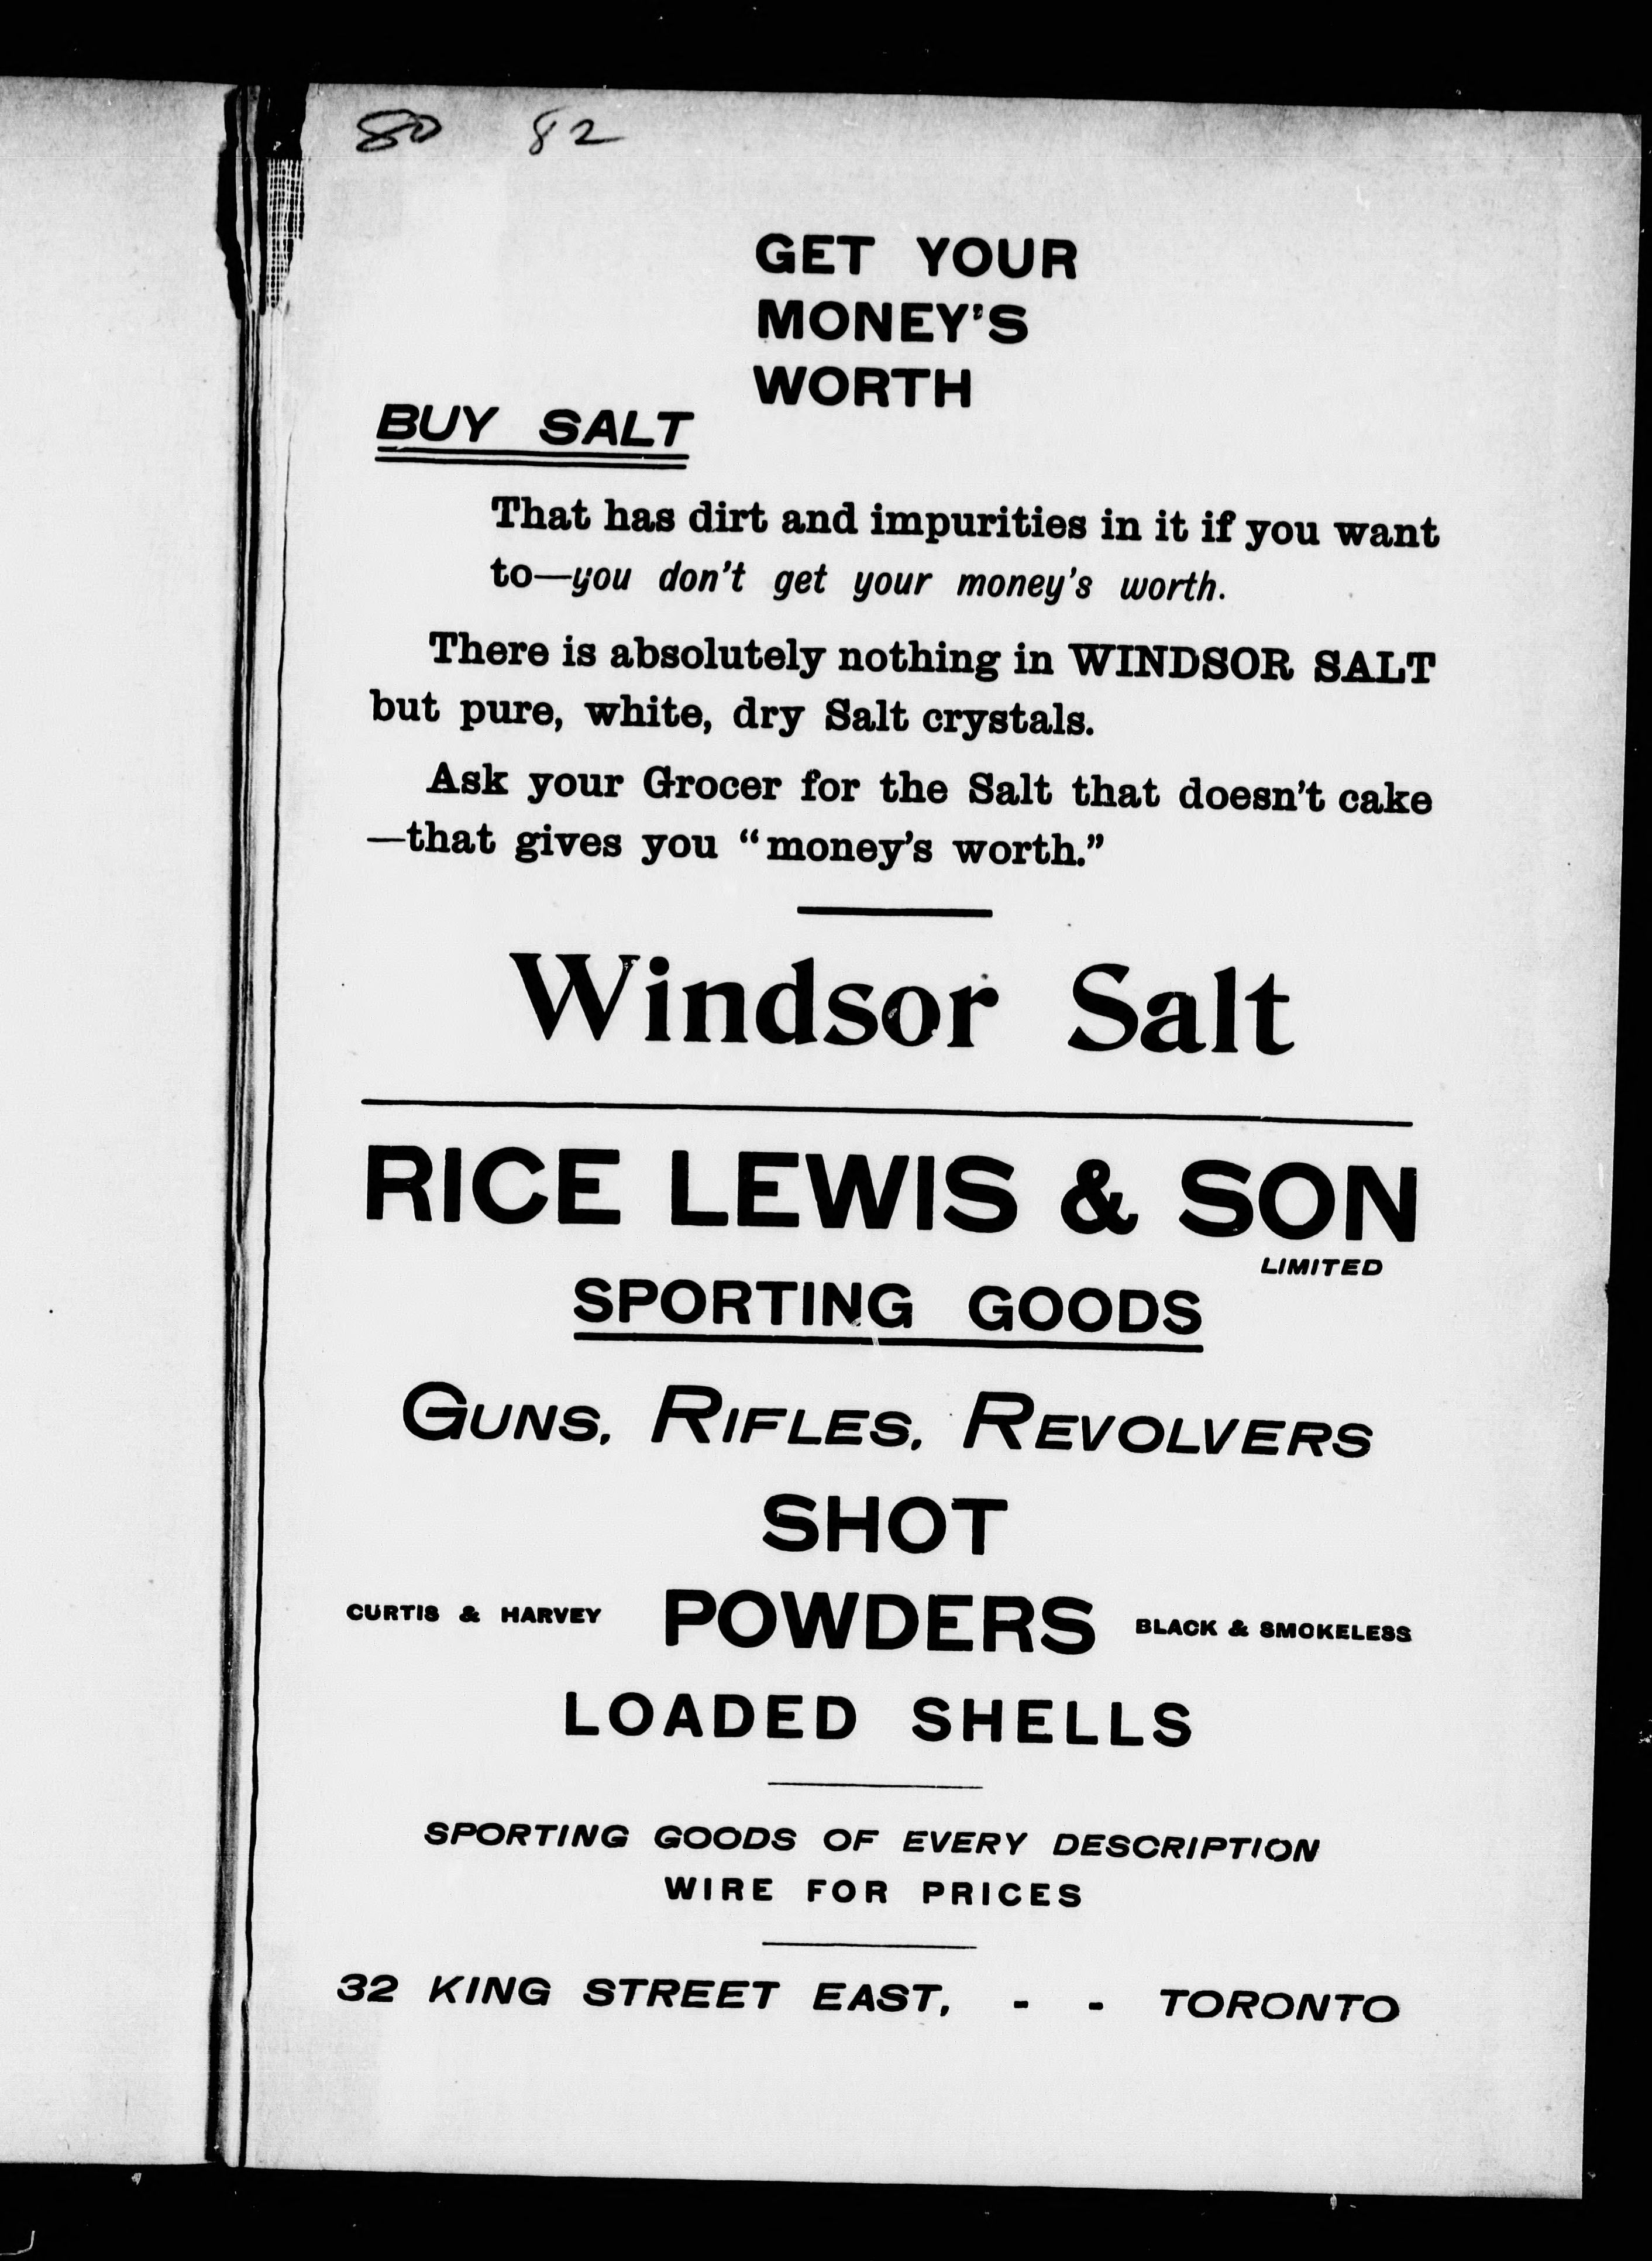 80 82
GET YOUR
MONEY'S
WORTH
BUY SALT
That has dirt and impurities in it if you want
to—you don't get your money's worth.
There is absolutely nothing in WINDSOR SALT
but pure, white, dry Salt crystals.
Ask your Grocer for the Salt that doesn't cake
—that gives you “money's worth.”
Windsor Salt
RICE LEWIS & SON
LIMITED
SPORTING GOODS
GUNS, RIFLES, REVOLVERS
SHOT
CURTIS & HARVEY POWDERS BLACK & SMOKELESS
LOADED SHELLS
SPORTING GOODS OF EVERY DESCRIPTION
WIRE FOR PRICES
32 KING STREET EAST, - - TORONTO